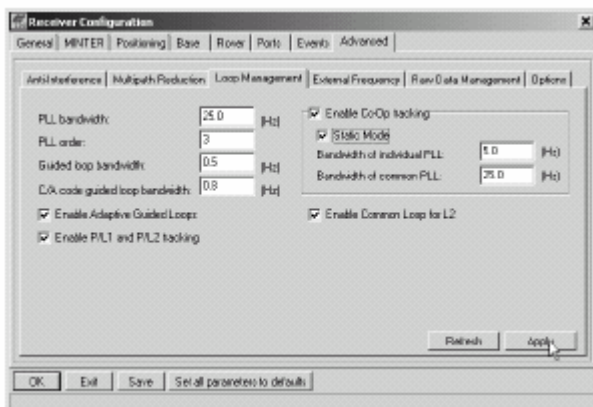 Receiver Configuration
General MINTER Positioning Base Rover Ports Events Advanced
Anti-Interference Multipath Reduction Loop Management External Frequency Raw Data Management Options
PLL bandwidth: 25.0 (Hz)
PLL order: 3
Guided loop bandwidth: 0.5 (Hz)
C/A code guided loop bandwidth: 0.8 (Hz)
Enable Adaptive Guided Loops
Enable P/L1 and P/L2 tracking
Enable Co-Op tracking
Static Mode
Bandwidth of individual PLL: 5.0 (Hz)
Bandwidth of common PLL: 25.0 (Hz)
Enable Common Loop for L2
Refresh Apply
OK Exit Save Set all parameters to defaults